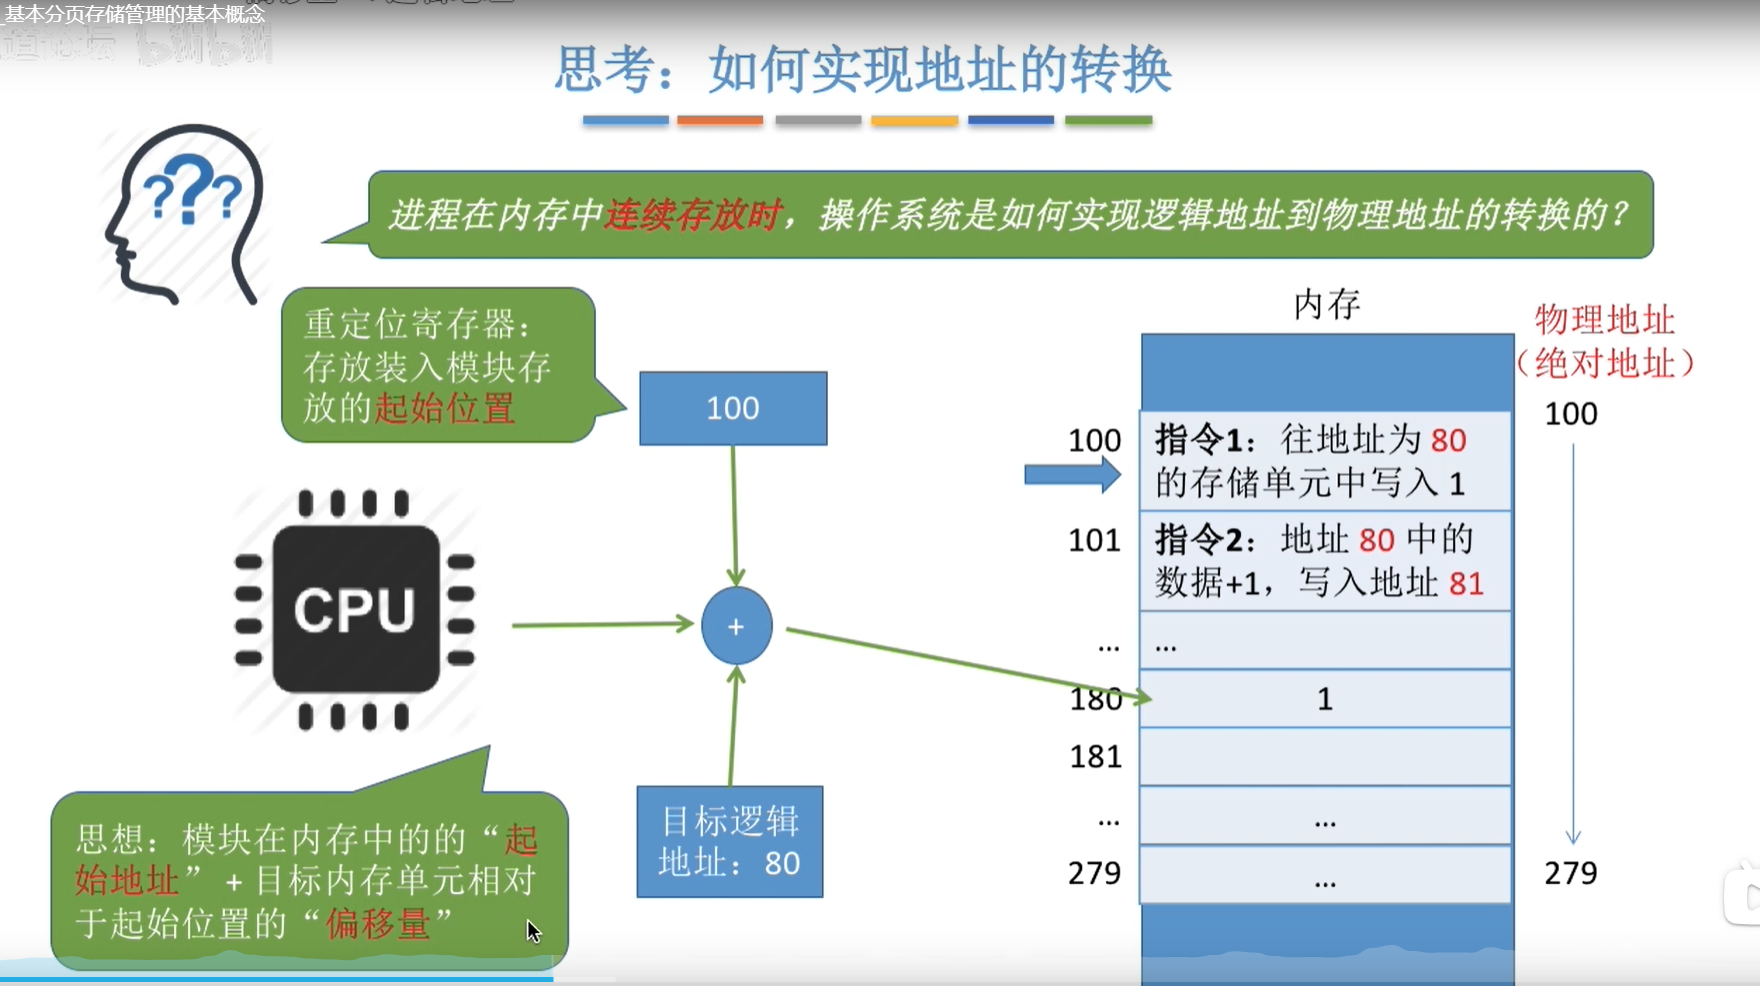 基本分页存储管理的基本概念
思考：如何实现地址的转换
???
进程在内存中连续存放时，操作系统是如何实现逻辑地址到物理地址的转换的？
重定位寄存器：
存放装入模块存
放的起始位置
100
CPU
+
目标逻辑
地址：80
思想：模块在内存中的的“起
始地址”+目标内存单元相对
于起始位置的“偏移量”
内存
物理地址
（绝对地址）
100
279
100
指令1：往地址为 80
的存储单元中写入 1
101
指令2：地址 80 中的
数据+1，写入地址 81
...
...
180
1
181
...
...
279
...